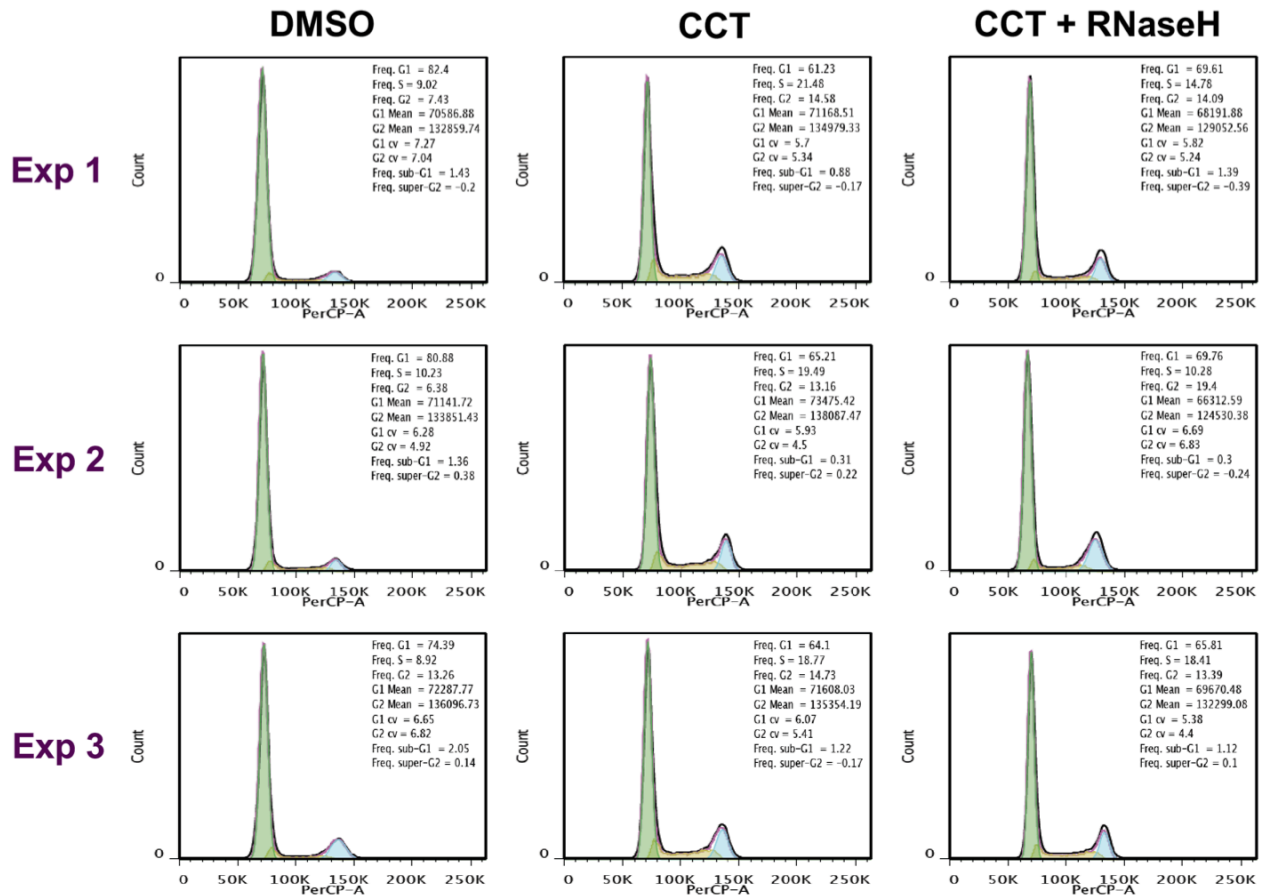 DMSO
CCT
CCT + RNaseH
Exp 1
Count
Freq. G1 = 82.4
Freq. S = 9.02
Freq. G2 = 7.43
G1 Mean = 70586.88
G2 Mean = 132859.74
G1 cv = 7.27
G2 cv = 7.04
Freq. sub-G1 = 1.43
Freq. super-G2 = -0.2
0
0 50K 100K 150K 200K 250K
PerCP-A
Count
Freq. G1 = 61.23
Freq. S = 21.48
Freq. G2 = 14.58
G1 Mean = 71168.51
G2 Mean = 134979.33
G1 cv = 5.7
G2 cv = 5.34
Freq. sub-G1 = 0.88
Freq. super-G2 = -0.17
0
0 50K 100K 150K 200K 250K
PerCP-A
Count
Freq. G1 = 69.61
Freq. S = 14.78
Freq. G2 = 14.09
G1 Mean = 68191.88
G2 Mean = 129052.56
G1 cv = 5.82
G2 cv = 5.24
Freq. sub-G1 = 1.39
Freq. super-G2 = -0.39
0
0 50K 100K 150K 200K 250K
PerCP-A
Exp 2
Count
Freq. G1 = 80.88
Freq. S = 10.23
Freq. G2 = 6.38
G1 Mean = 71141.72
G2 Mean = 133851.43
G1 cv = 6.28
G2 cv = 4.92
Freq. sub-G1 = 1.36
Freq. super-G2 = 0.38
0
0 50K 100K 150K 200K 250K
PerCP-A
Count
Freq. G1 = 65.21
Freq. S = 19.49
Freq. G2 = 13.16
G1 Mean = 73475.42
G2 Mean = 138087.47
G1 cv = 5.93
G2 cv = 4.5
Freq. sub-G1 = 0.31
Freq. super-G2 = 0.22
0
0 50K 100K 150K 200K 250K
PerCP-A
Count
Freq. G1 = 69.76
Freq. S = 10.28
Freq. G2 = 19.4
G1 Mean = 66312.59
G2 Mean = 124530.38
G1 cv = 6.69
G2 cv = 6.83
Freq. sub-G1 = 0.3
Freq. super-G2 = -0.24
0
0 50K 100K 150K 200K 250K
PerCP-A
Exp 3
Count
Freq. G1 = 74.39
Freq. S = 8.92
Freq. G2 = 13.26
G1 Mean = 72287.77
G2 Mean = 136096.73
G1 cv = 6.65
G2 cv = 6.82
Freq. sub-G1 = 2.05
Freq. super-G2 = 0.14
0
0 50K 100K 150K 200K 250K
PerCP-A
Count
Freq. G1 = 64.1
Freq. S = 18.77
Freq. G2 = 14.73
G1 Mean = 71608.03
G2 Mean = 135354.19
G1 cv = 6.07
G2 cv = 5.41
Freq. sub-G1 = 1.22
Freq. super-G2 = -0.17
0
0 50K 100K 150K 200K 250K
PerCP-A
Count
Freq. G1 = 65.81
Freq. S = 18.41
Freq. G2 = 13.39
G1 Mean = 69670.48
G2 Mean = 132299.08
G1 cv = 5.38
G2 cv = 4.4
Freq. sub-G1 = 1.12
Freq. super-G2 = 0.1
0
0 50K 100K 150K 200K 250K
PerCP-A